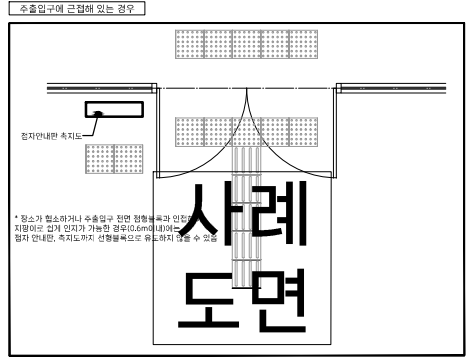 주출입구에 근접해 있는 경우
점자안내판 촉지도
* 장소가 협소하거나 주출입구 전면 점형블록과 인접하
지팡이로 쉽게 인지가 가능한 경우(0.6m이내)에는
점자 안내판, 촉지도까지 선형블록으로 유도하지 않을 수 있음
사례
도면